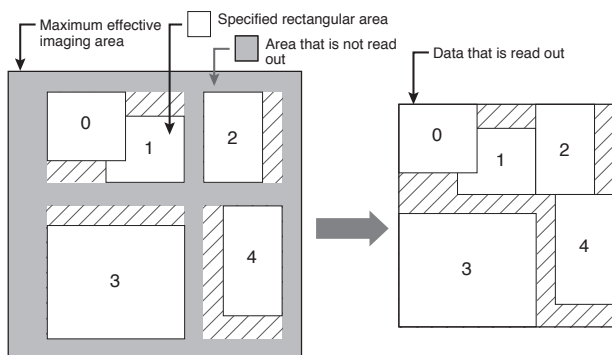 Maximum effective
imaging area
Specified rectangular area
Area that is not read
out
Data that is read out
0
1
2
3
4
0
1
2
3
4